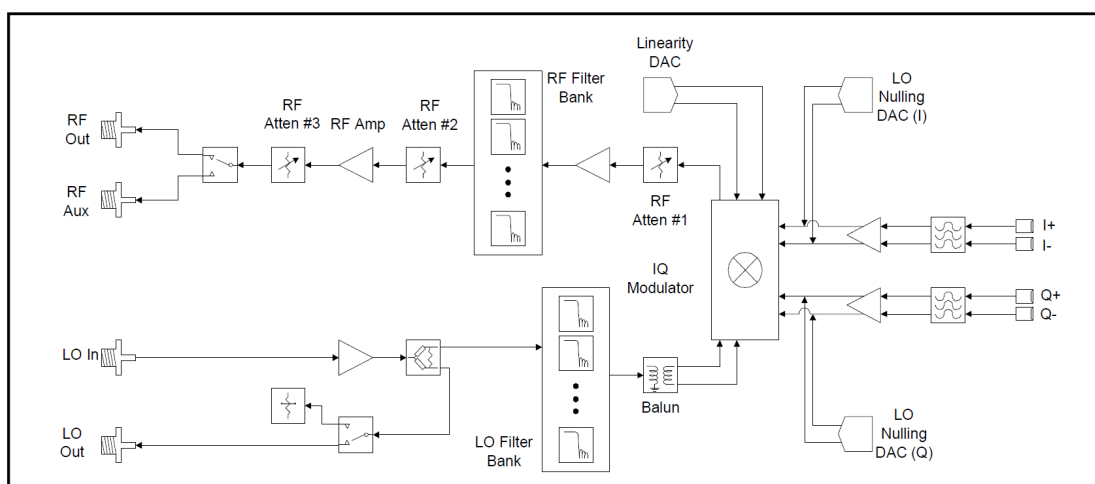 Linearity
DAC
RF Filter
Bank
LO
Nulling
DAC (I)
RF
Out
RF
Atten #3
RF Amp
RF
Atten #2
RF
Aux
RF
Atten #1
I+
I-
IQ
Modulator
Q+
Q-
LO In
Balun
LO
Out
LO Filter
Bank
LO
Nulling
DAC (Q)